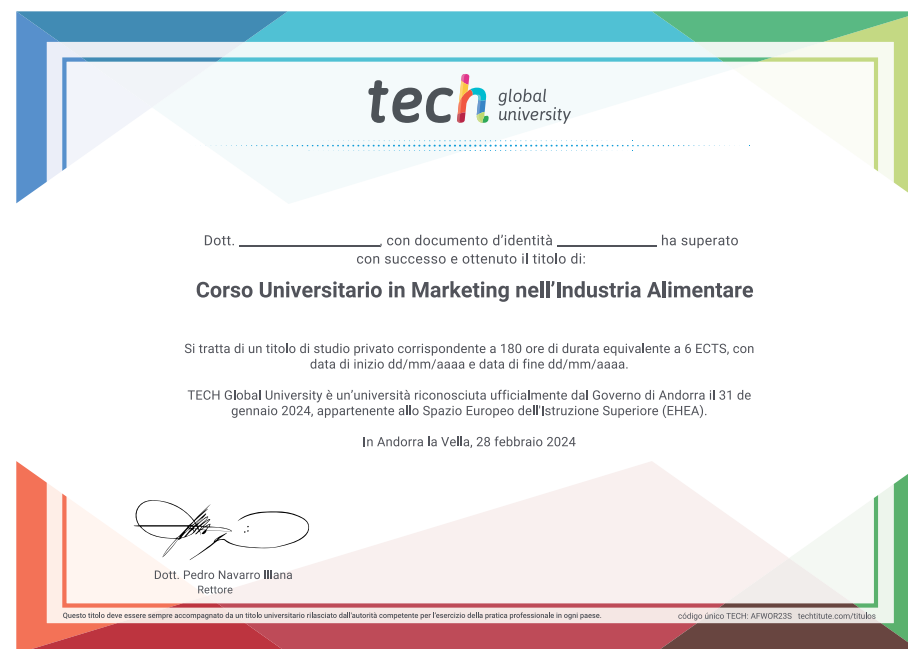 tech global university
Dott. ____________________, con documento d'identità ______________ ha superato
con successo e ottenuto il titolo di:
Corso Universitario in Marketing nell'Industria Alimentare
Si tratta di un titolo di studio privato corrispondente a 180 ore di durata equivalente a 6 ECTS, con
data di inizio dd/mm/aaaa e data di fine dd/mm/aaaa.
TECH Global University è un'università riconosciuta ufficialmente dal Governo di Andorra il 31 de
gennaio 2024, appartenente allo Spazio Europeo dell'Istruzione Superiore (EHEA).
In Andorra la Vella, 28 febbraio 2024
Dott. Pedro Navarro Illana
Rettore
Questo titolo deve essere sempre accompagnato da un titolo universitario rilasciato dall'autorità competente per l'esercizio della pratica professionale in ogni paese.
código único TECH: AFWOR23S techtitute.com/titulos